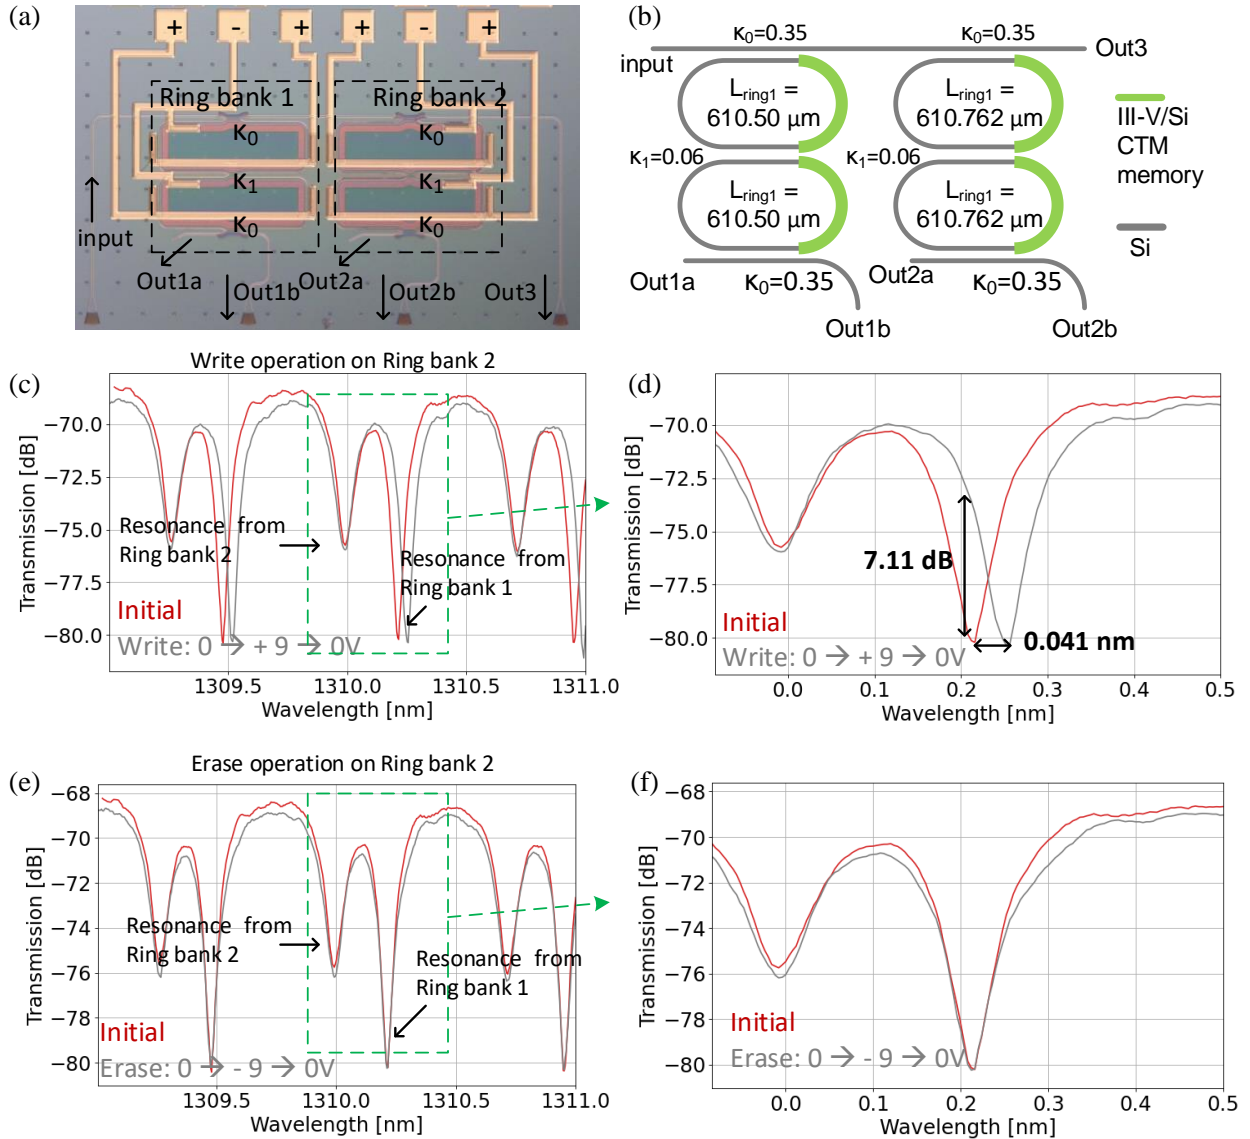 (a)
+ - + + - +
Ring bank 1
Ring bank 2
K0
K0
K1
K1
K0
K0
input
Out1a
Out1b
Out2a
Out2b
Out3
(b)
κ0=0.35
κ0=0.35
Out3
input
Lring1 =
610.50 µm
Lring1 =
610.762 µm
III-V/Si
CTM
memory
κ1=0.06
κ1=0.06
Lring1 =
610.50 µm
Lring1 =
610.762 µm
Si
Out1a
κ0=0.35
Out2a
κ0=0.35
Out1b
Out2b
(c)
Write operation on Ring bank 2
Transmission [dB]
−70.0
−72.5
−75.0
−77.5
−80.0
Resonance from
Ring bank 2
Resonance from
Ring bank 1
Initial
Write: 0 → + 9 → 0V
1309.5 1310.0 1310.5 1311.0
Wavelength [nm]
(d)
Transmission [dB]
−70.0
−72.5
−75.0
−77.5
−80.0
7.11 dB
0.041 nm
Initial
Write: 0 → + 9 → 0V
0.0 0.1 0.2 0.3 0.4 0.5
Wavelength [nm]
(e)
Erase operation on Ring bank 2
Transmission [dB]
−68
−70
−72
−74
−76
−78
−80
Resonance from
Ring bank 2
Resonance from
Ring bank 1
Initial
Erase: 0 → - 9 → 0V
1309.5 1310.0 1310.5 1311.0
Wavelength [nm]
(f)
Transmission [dB]
−68
−70
−72
−74
−76
−78
−80
Initial
Erase: 0 → - 9 → 0V
0.0 0.1 0.2 0.3 0.4 0.5
Wavelength [nm]